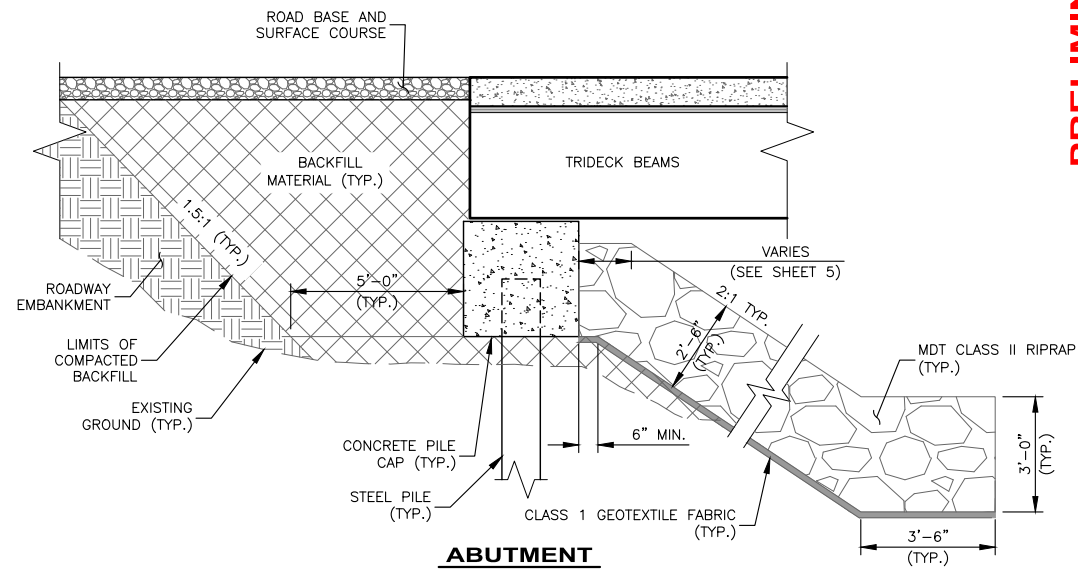 ROAD BASE AND
SURFACE COURSE
BACKFILL
MATERIAL (TYP.)
TRIDECK BEAMS
1.5:1 (TYP.)
5'-0"
(TYP.)
VARIES
(SEE SHEET 5)
2:1 TYP.
2'-6"
(TYP.)
ROADWAY
EMBANKMENT
LIMITS OF
COMPACTED
BACKFILL
EXISTING
GROUND (TYP.)
MDT CLASS II RIPRAP
(TYP.)
CONCRETE PILE
CAP (TYP.)
6" MIN.
3'-0"
(TYP.)
STEEL PILE
(TYP.)
CLASS 1 GEOTEXTILE FABRIC
(TYP.)
3'-6"
(TYP.)
ABUTMENT